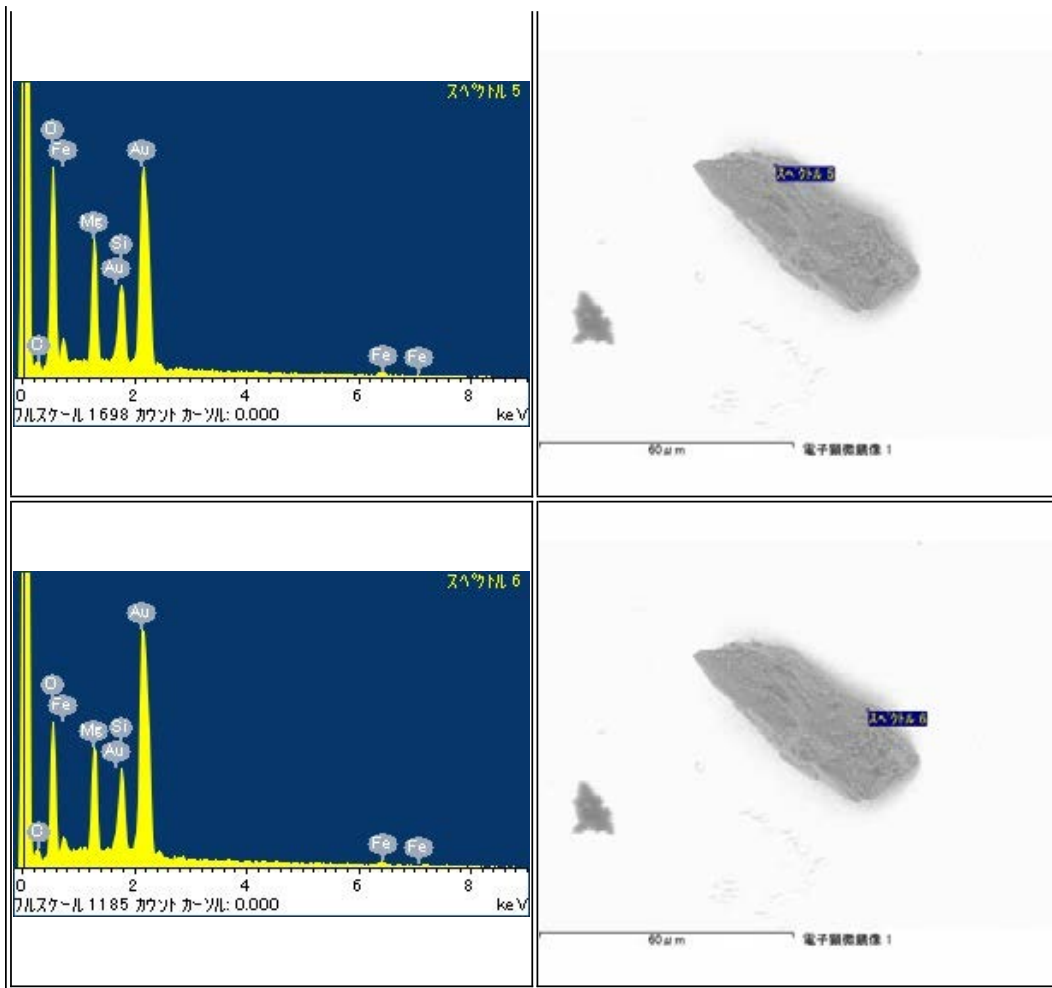 スペクトル 5
O
Fe
Au
Mg
Si
Au
C
Fe
Fe
0 2 4 6 8
フルスケール 1698 カウント カーソル: 0.000 keV
スペクトル 5
60μm 電子顕微鏡像 1
スペクトル 6
Au
O
Fe
Mg
Si
Au
C
Fe
Fe
0 2 4 6 8
フルスケール 1185 カウント カーソル: 0.000 keV
スペクトル 6
60μm 電子顕微鏡像 1